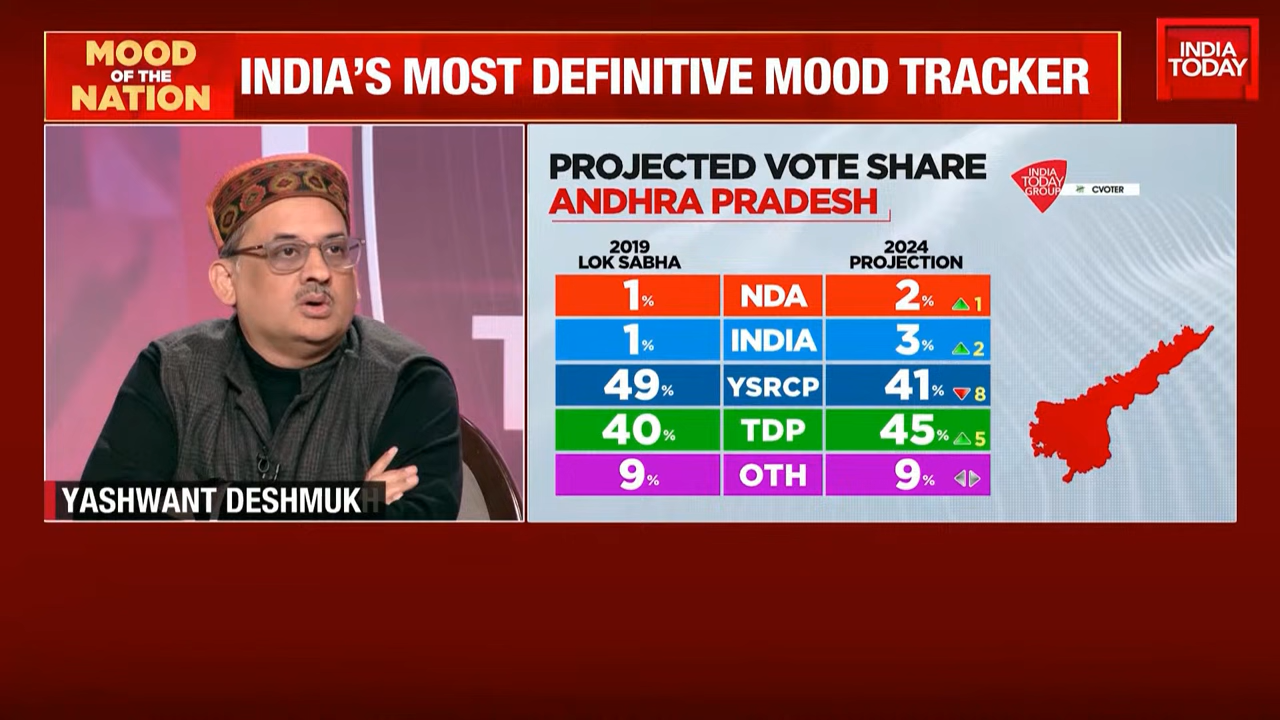 MOOD
OF THE
NATION
INDIA'S MOST DEFINITIVE MOOD TRACKER
INDIA
TODAY
PROJECTED VOTE SHARE
ANDHRA PRADESH
INDIA
TODAY
GROUP
CVOTER
2019
LOK SABHA
2024
PROJECTION
1% NDA 2% 1
1% INDIA 3% 2
49% YSRCP 41% 8
40% TDP 45% 5
9% OTH 9%
YASHWANT DESHMUKH